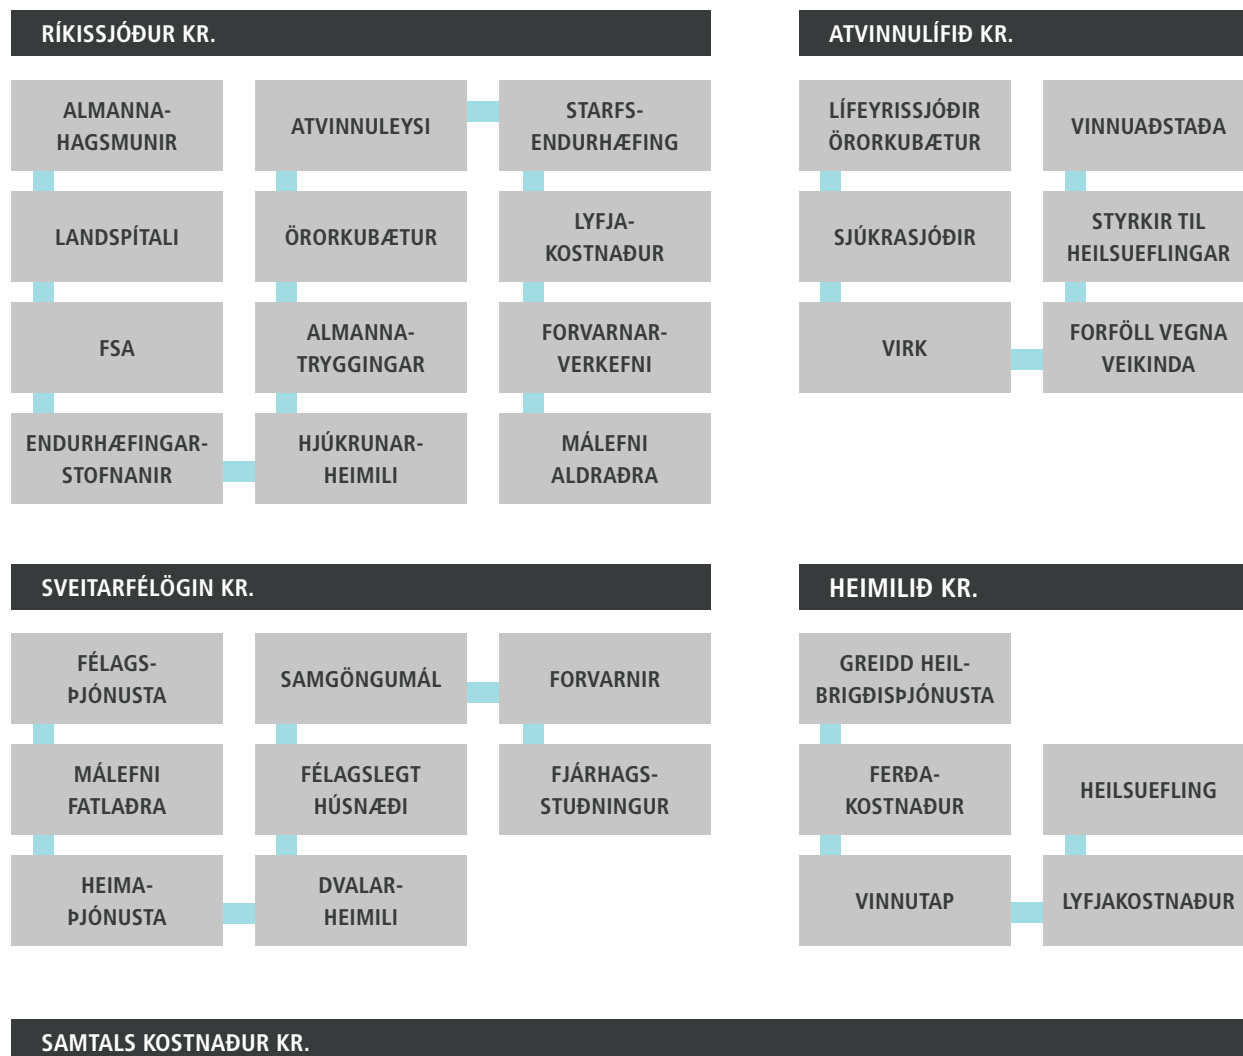 RÍKISSJÓÐUR KR.
ALMANNA-
HAGSMUNIR
LANDSPÍTALI
FSA
ENDURHÆFINGAR-
STOFNANIR
ATVINNULEYSI
ÖRORKUBÆTUR
ALMANNA-
TRYGGINGAR
HJÚKRUNAR-
HEIMILI
STARFS-
ENDURHÆFING
LYFJA-
KOSTNAÐUR
FORVARNAR-
VERKEFNI
MÁLEFNI
ALDRAÐRA
ATVINNULÍFIÐ KR.
LÍFEYRISSJÓÐIR
ÖRORKUBÆTUR
SJÚKRASJÓÐIR
VIRK
VINNUAÐSTAÐA
STYRKIR TIL
HEILSUEFLINGAR
FORFÖLL VEGNA
VEIKINDA
SVEITARFÉLÖGIN KR.
FÉLAGS-
ÞJÓNUSTA
MÁLEFNI
FATLAÐRA
HEIMA-
ÞJÓNUSTA
SAMGÖNGUMÁL
FÉLAGSLEGT
HÚSNÆÐI
DVALAR-
HEIMILI
FORVARNIR
FJÁRHAGS-
STUÐNINGUR
HEIMILIÐ KR.
GREIDD HEIL-
BRIGÐISÞJÓNUSTA
FERÐA-
KOSTNAÐUR
VINNUTAP
HEILSUEFLING
LYFJAKOSTNAÐUR
SAMTALS KOSTNAÐUR KR.